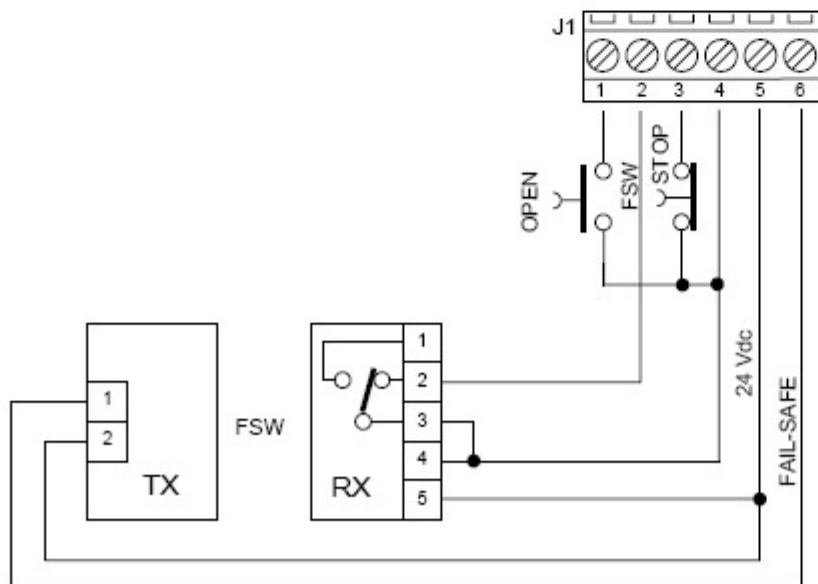 J1
1 2 3 4 5 6
OPEN
FSW
STOP
24 Vdc
FAIL-SAFE
1
2
TX
FSW
RX
1
2
3
4
5